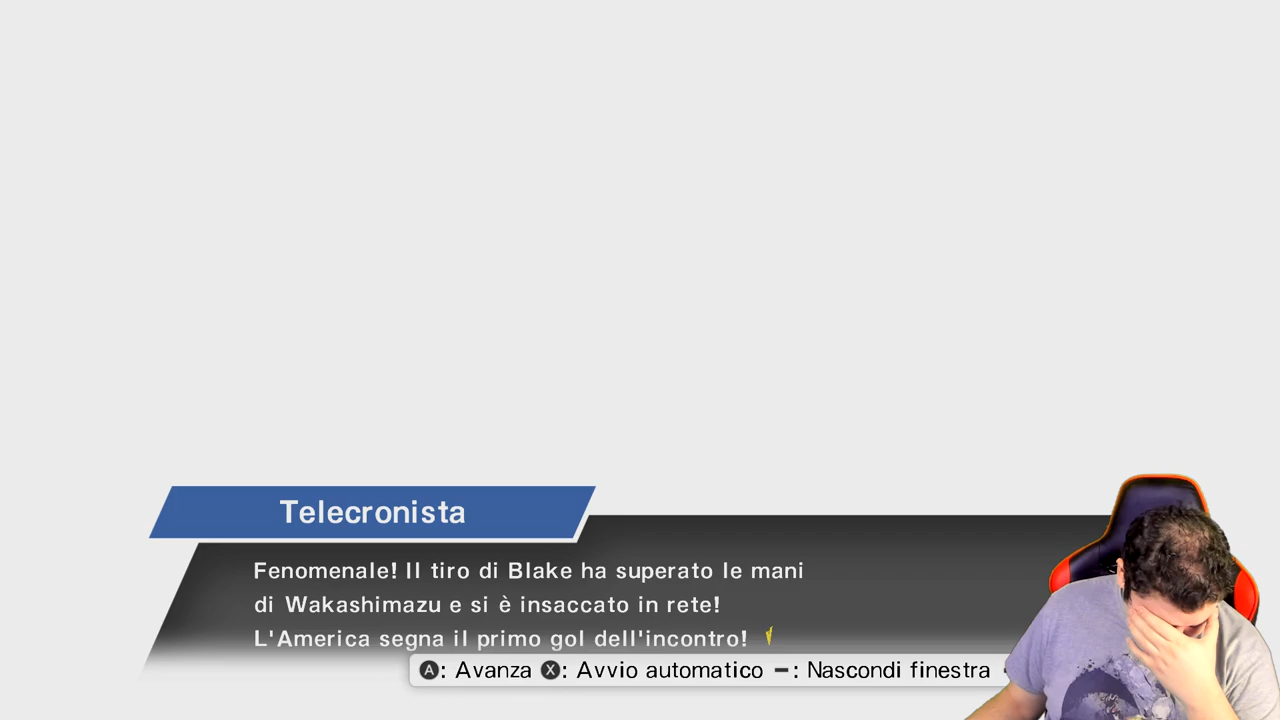 Telecronista
Fenomenale! Il tiro di Blake ha superato le mani
di Wakashimazu e si è insaccato in rete!
L'America segna il primo gol dell'incontro!
A: Avanza X: Avvio automatico −: Nascondi finestra